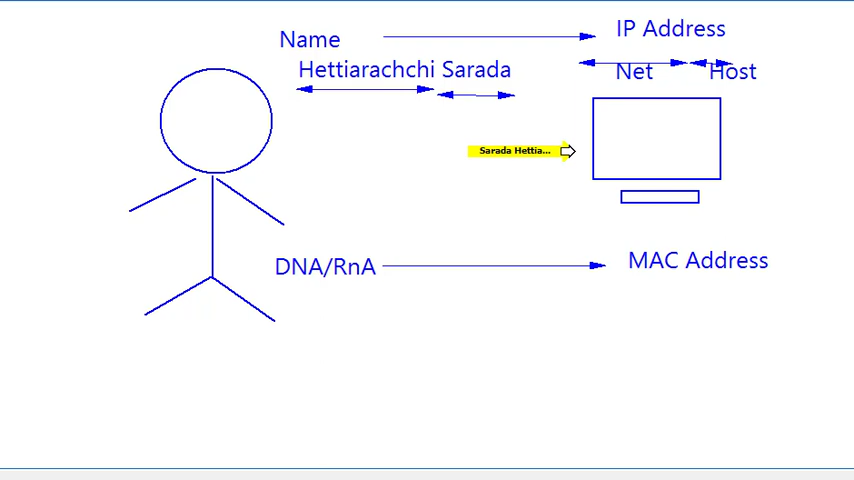 Name
IP Address
Hettiarachchi Sarada
Net Host
Sarada Hettia...
DNA/RnA
MAC Address